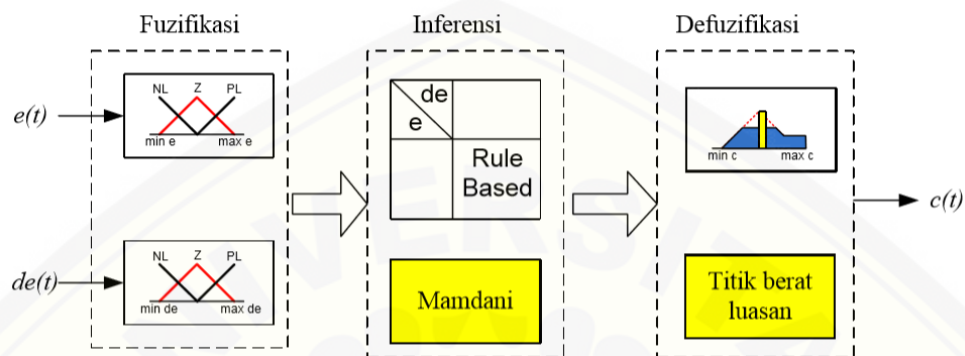 Fuzifikasi
Inferensi
Defuzifikasi
e(t)
NL Z PL
min e max e
de(t)
NL Z PL
min de max de
de
e
Rule
Based
Mamdani
min c max c
Titik berat
luasan
c(t)